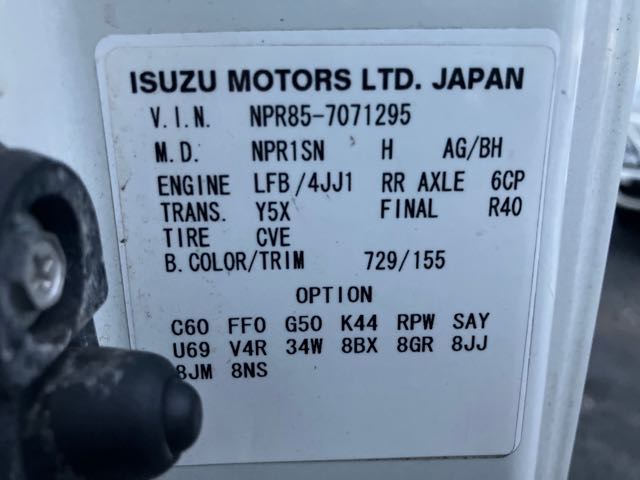 ISUZU MOTORS LTD. JAPAN
V.I.N. NPR85-7071295
M.D. NPR1SN H AG/BH
ENGINE LFB/4JJ1 RR AXLE 6CP
TRANS. Y5X FINAL R40
TIRE CVE
B.COLOR/TRIM 729/155
OPTION
C60 FF0 G50 K44 RPW SAY
U69 V4R 34W 8BX 8GR 8JJ
8JM 8NS